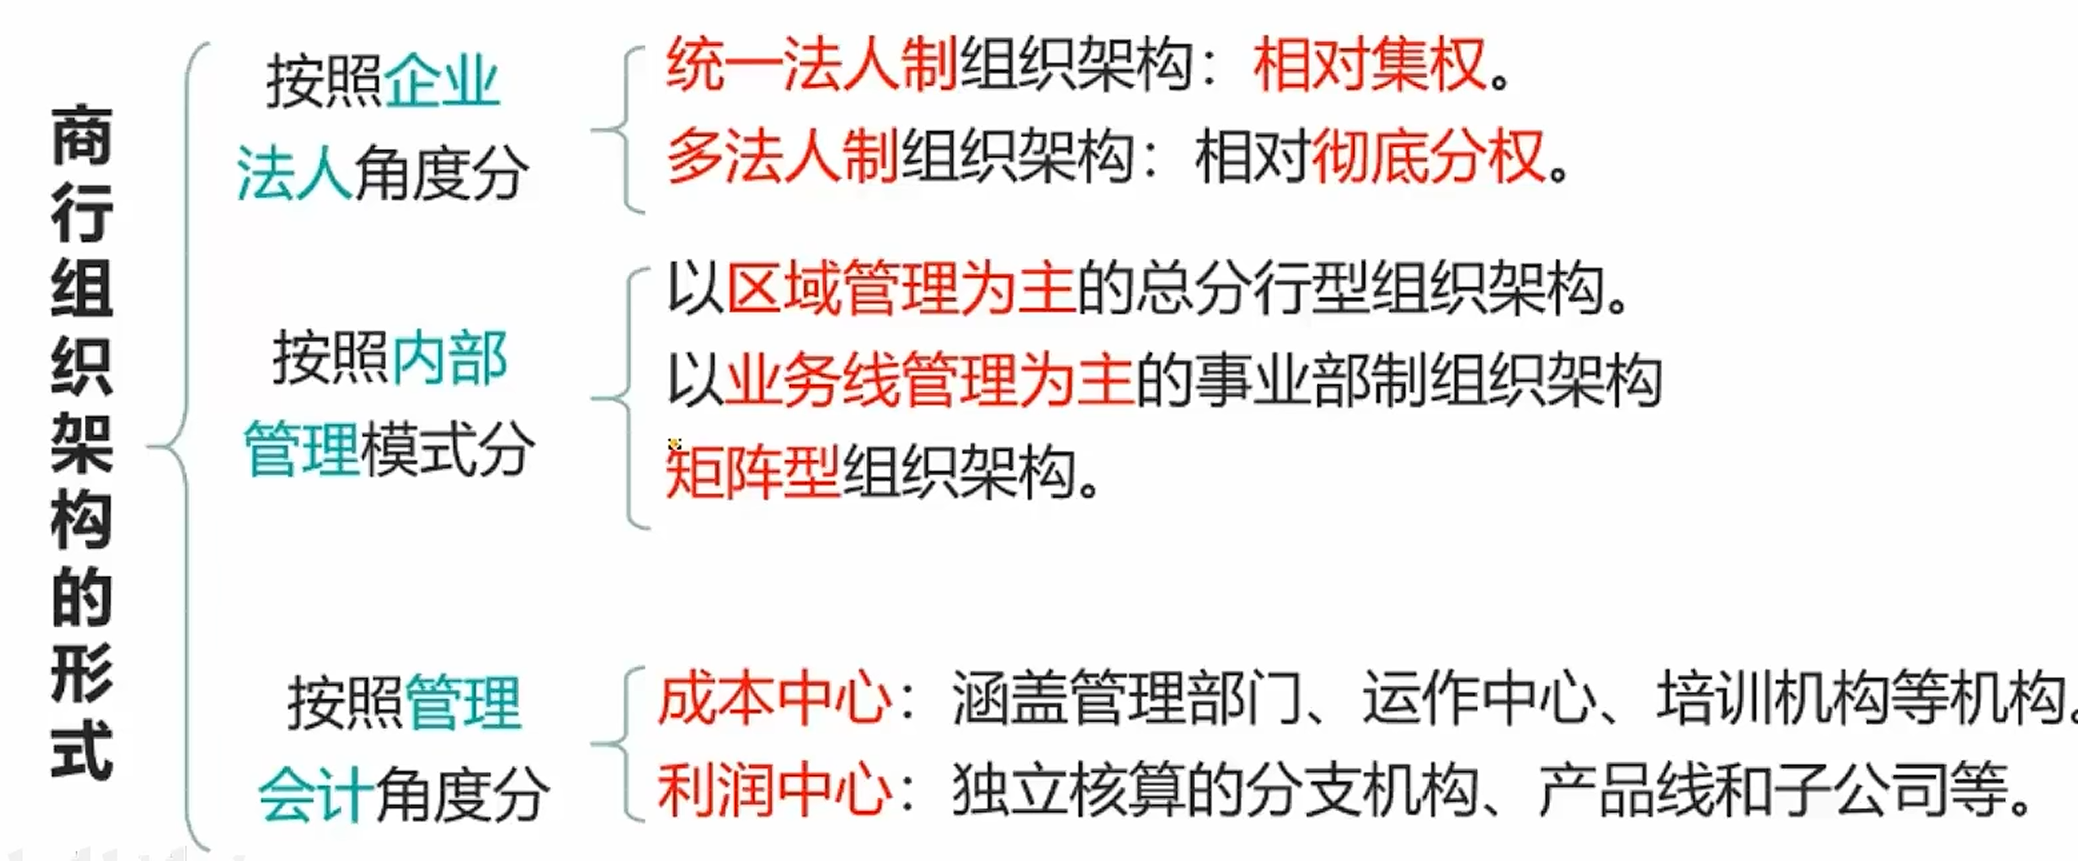 商行组织架构的形式
按照企业
法人角度分
统一法人制组织架构：相对集权。
多法人制组织架构：相对彻底分权。
按照内部
管理模式分
以区域管理为主的总分行型组织架构。
以业务线管理为主的事业部制组织架构
矩阵型组织架构。
按照管理
会计角度分
成本中心：涵盖管理部门、运作中心、培训机构等机构。
利润中心：独立核算的分支机构、产品线和子公司等。